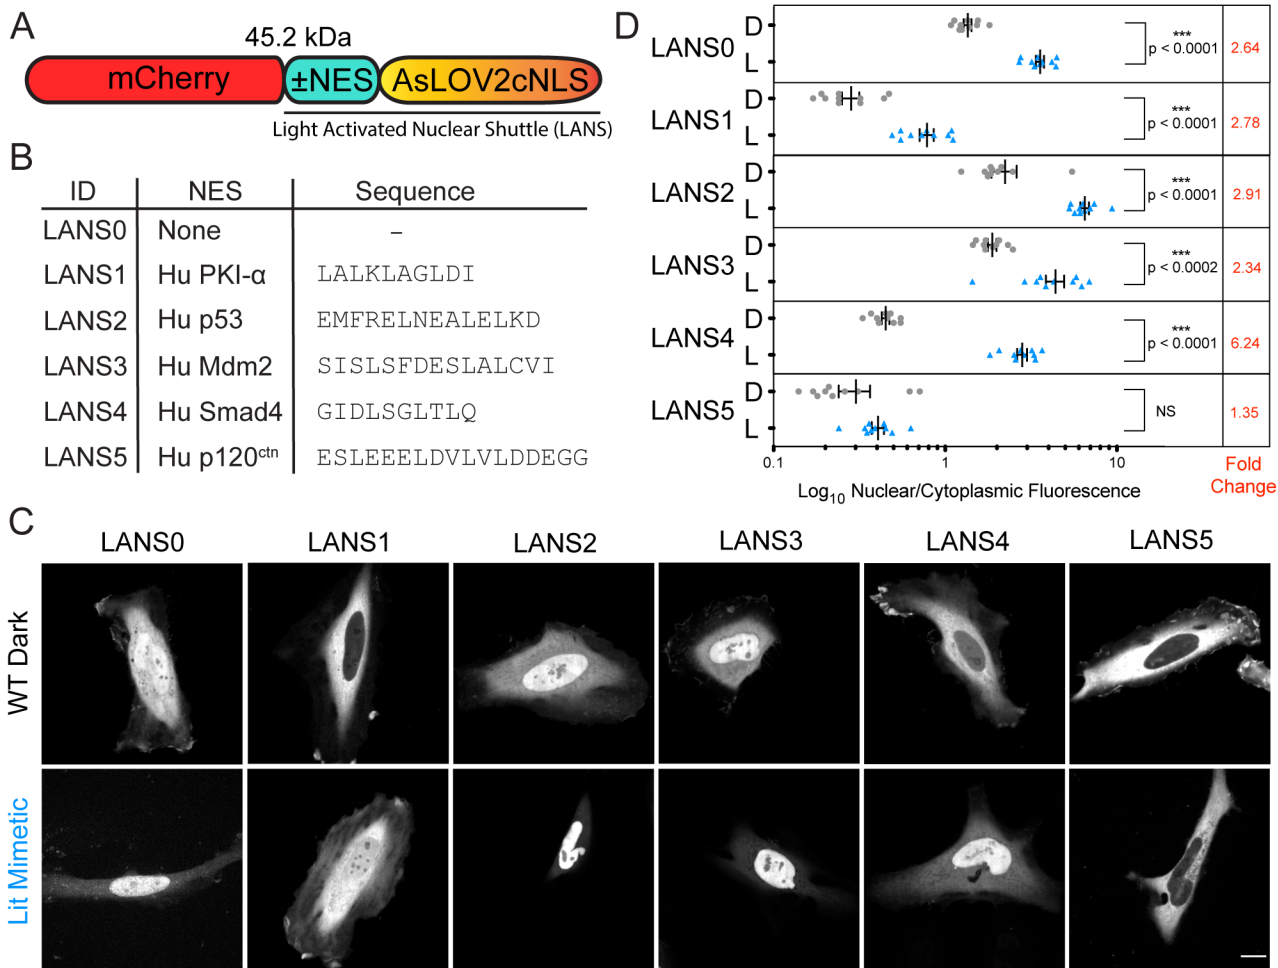 A
45.2 kDa
mCherry ±NES AsLOV2cNLS
Light Activated Nuclear Shuttle (LANS)
B
ID NES Sequence
LANS0 None –
LANS1 Hu PKI-α LALKLAGLDI
LANS2 Hu p53 EMFRELNEALELKD
LANS3 Hu Mdm2 SISLSFDESLALCVI
LANS4 Hu Smad4 GIDLSGLTLQ
LANS5 Hu p120ctn ESLEEELDVLVLDDEGG
D
LANS0 D L *** p < 0.0001 2.64
LANS1 D L *** p < 0.0001 2.78
LANS2 D L *** p < 0.0001 2.91
LANS3 D L *** p < 0.0002 2.34
LANS4 D L *** p < 0.0001 6.24
LANS5 D L NS 1.35
0.1 1 10
Log10 Nuclear/Cytoplasmic Fluorescence
Fold
Change
C
LANS0 LANS1 LANS2 LANS3 LANS4 LANS5
WT Dark
Lit Mimetic